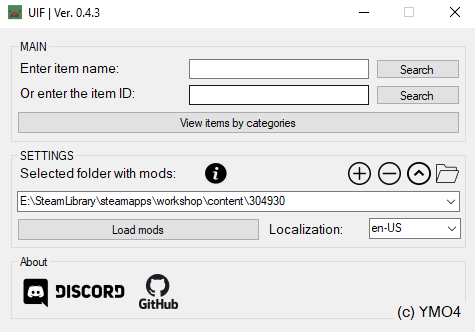 UIF | Ver. 0.4.3
MAIN
Enter item name:
Search
Or enter the item ID:
Search
View items by categories
SETTINGS
Selected folder with mods:
E:\SteamLibrary\steamapps\workshop\content\304930
Load mods
Localization:
en-US
About
DISCORD
GitHub
(c) YMO4